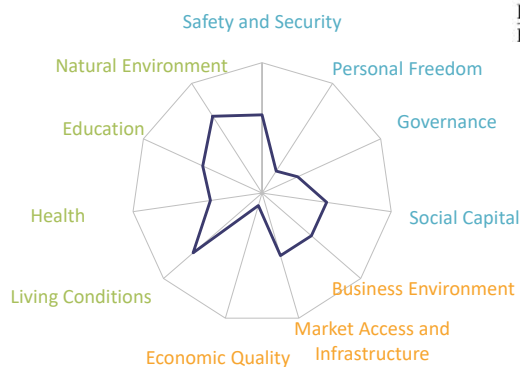 Safety and Security
Natural Environment
Personal Freedom
Education
Governance
Health
Social Capital
Living Conditions
Business Environment
Market Access and
Infrastructure
Economic Quality